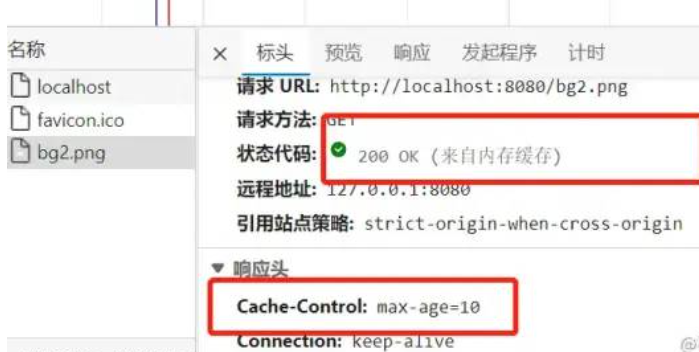 名称
localhost
favicon.ico
bg2.png
标头 预览 响应 发起程序 计时
请求 URL: http://localhost:8080/bg2.png
请求方法: GET
状态代码: 200 OK (来自内存缓存)
远程地址: 127.0.0.1:8080
引用站点策略: strict-origin-when-cross-origin
响应头
Cache-Control: max-age=10
Connection: keep-alive